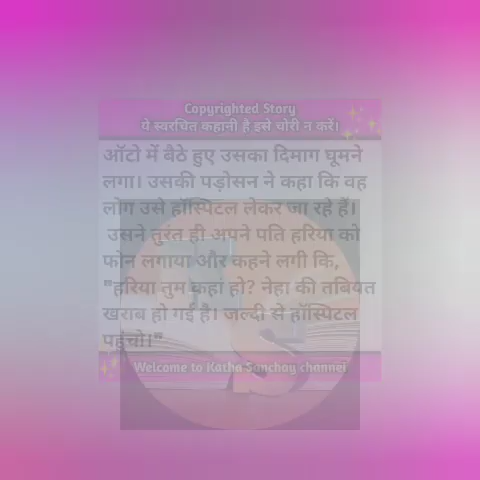 Copyrighted Story
ये स्वरचित कहानी है इसे चोरी न करें।
ऑटो में बैठे हुए उसका दिमाग घूमने
लगा। उसकी पड़ोसन ने कहा कि वह
लोग उसे हॉस्पिटल लेकर जा रहे हैं।
उसने तुरंत ही अपने पति हरिया को
फोन लगाया और कहने लगी कि,
"हरिया तुम कहां हो? नेहा की तबियत
खराब हो गई है। जल्दी से हॉस्पिटल
पहुंचो।"
Welcome to Katha Sanchay channel